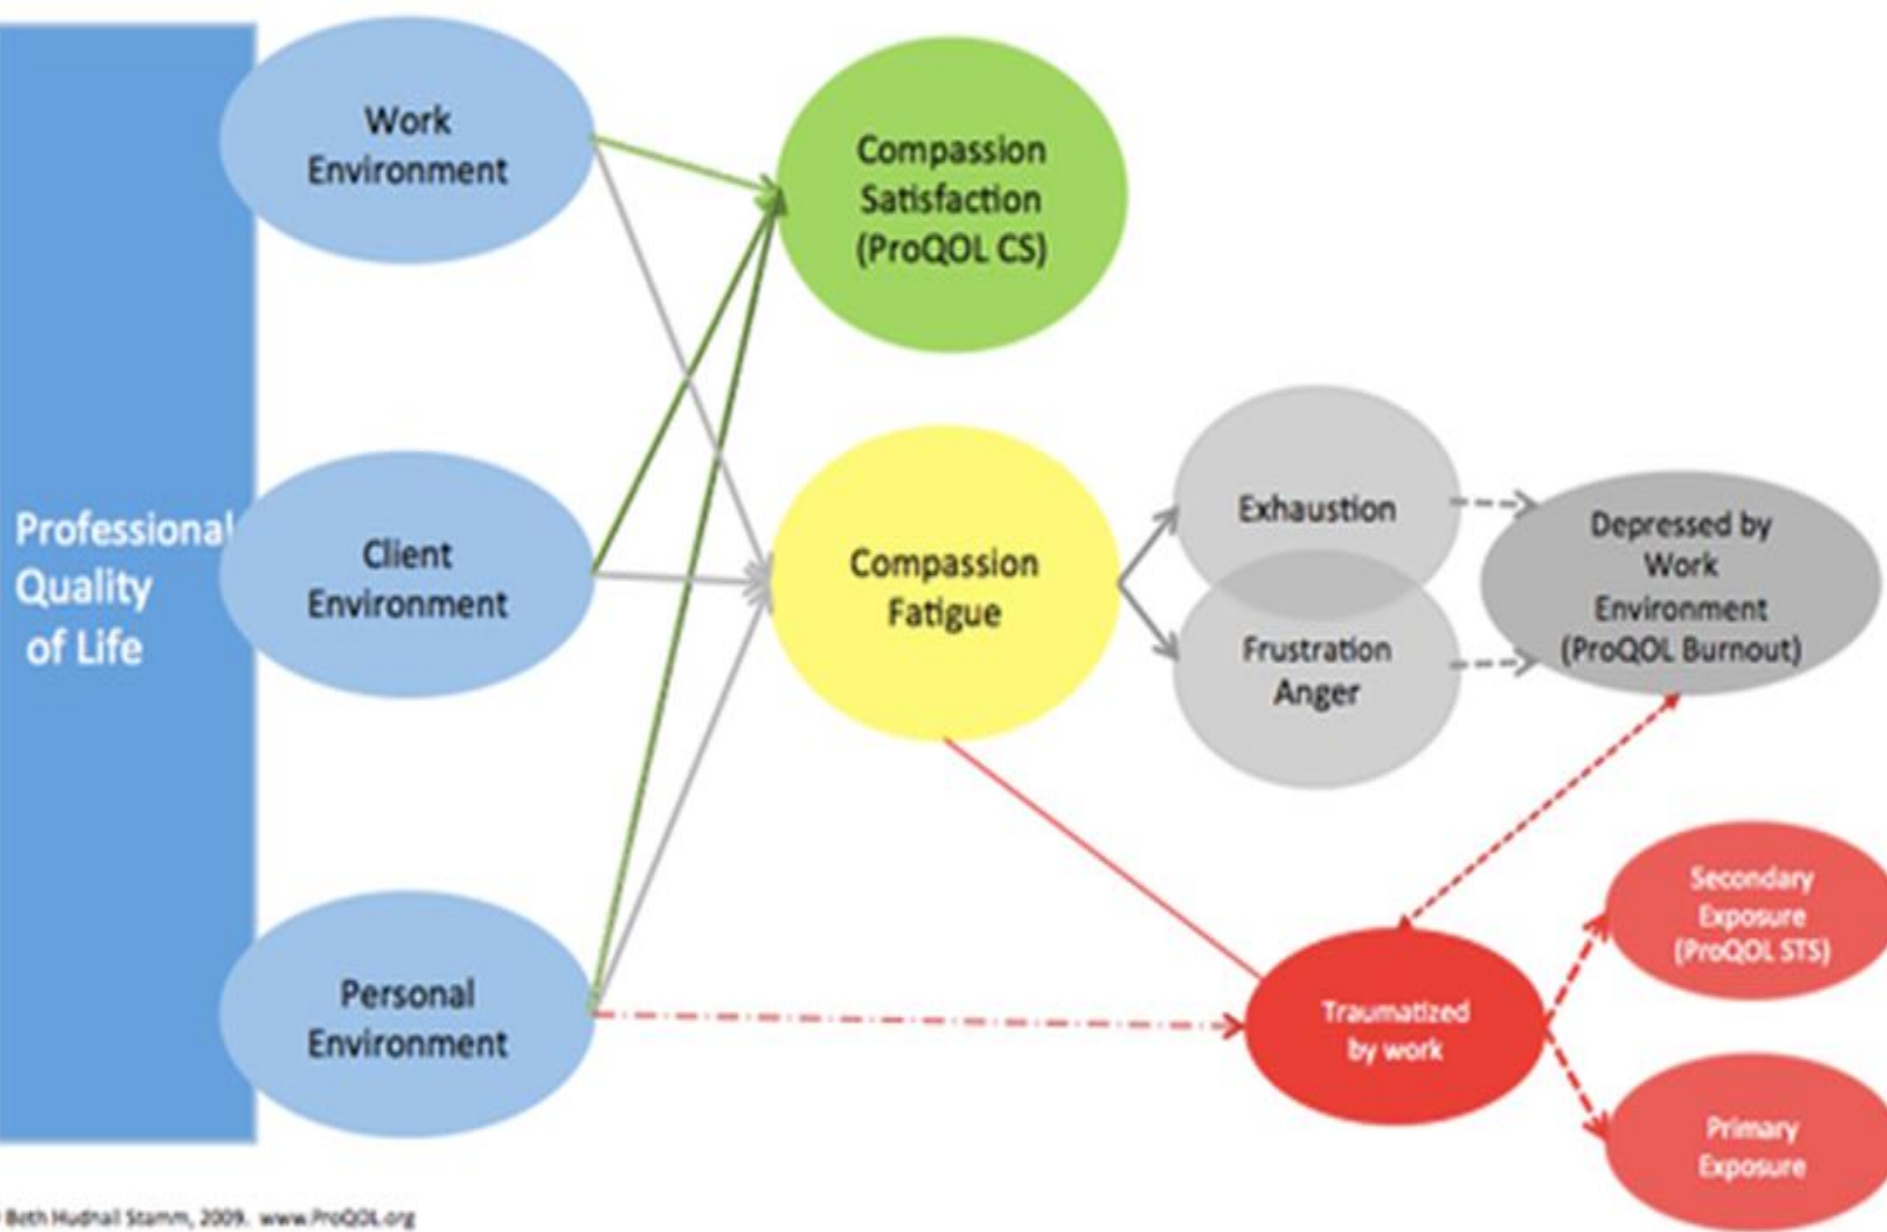 Professional
Quality
of Life
Work
Environment
Client
Environment
Personal
Environment
Compassion
Satisfaction
(ProQOL CS)
Compassion
Fatigue
Exhaustion
Frustration
Anger
Depressed by
Work
Environment
(ProQOL Burnout)
Traumatized
by work
Secondary
Exposure
(ProQOL STS)
Primary
Exposure
Beth Hudnall Stamm, 2009. www.ProQOL.org